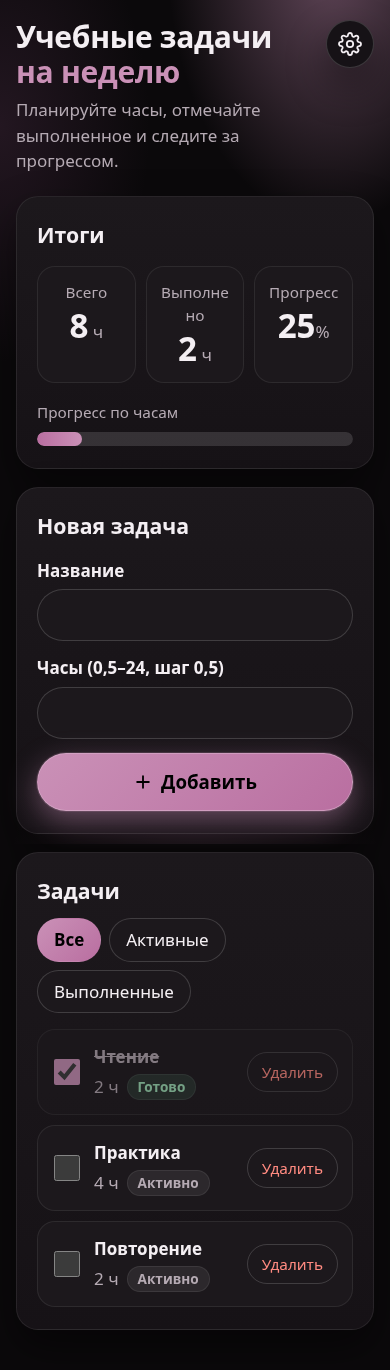 Учебные задачи
на неделю
Планируйте часы, отмечайте
выполненное и следите за
прогрессом.
Итоги
Всего
8 ч
Выполне
но
2 ч
Прогресс
25%
Прогресс по часам
Новая задача
Название
Часы (0,5–24, шаг 0,5)
+ Добавить
Задачи
Все
Активные
Выполненные
Чтение
2 ч Готово
Удалить
Практика
4 ч Активно
Удалить
Повторение
2 ч Активно
Удалить